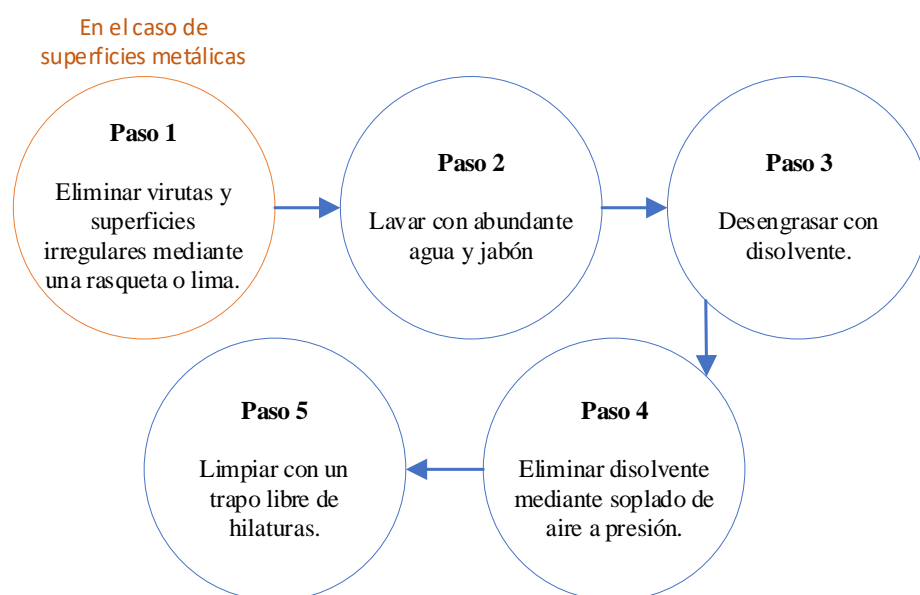 En el caso de
superficies metálicas
Paso 1
Eliminar virutas y
superficies
irregulares mediante
una rasqueta o lima.
Paso 2
Lavar con abundante
agua y jabón
Paso 3
Desengrasar con
disolvente.
Paso 4
Eliminar disolvente
mediante soplado de
aire a presión.
Paso 5
Limpiar con un
trapo libre de
hilaturas.